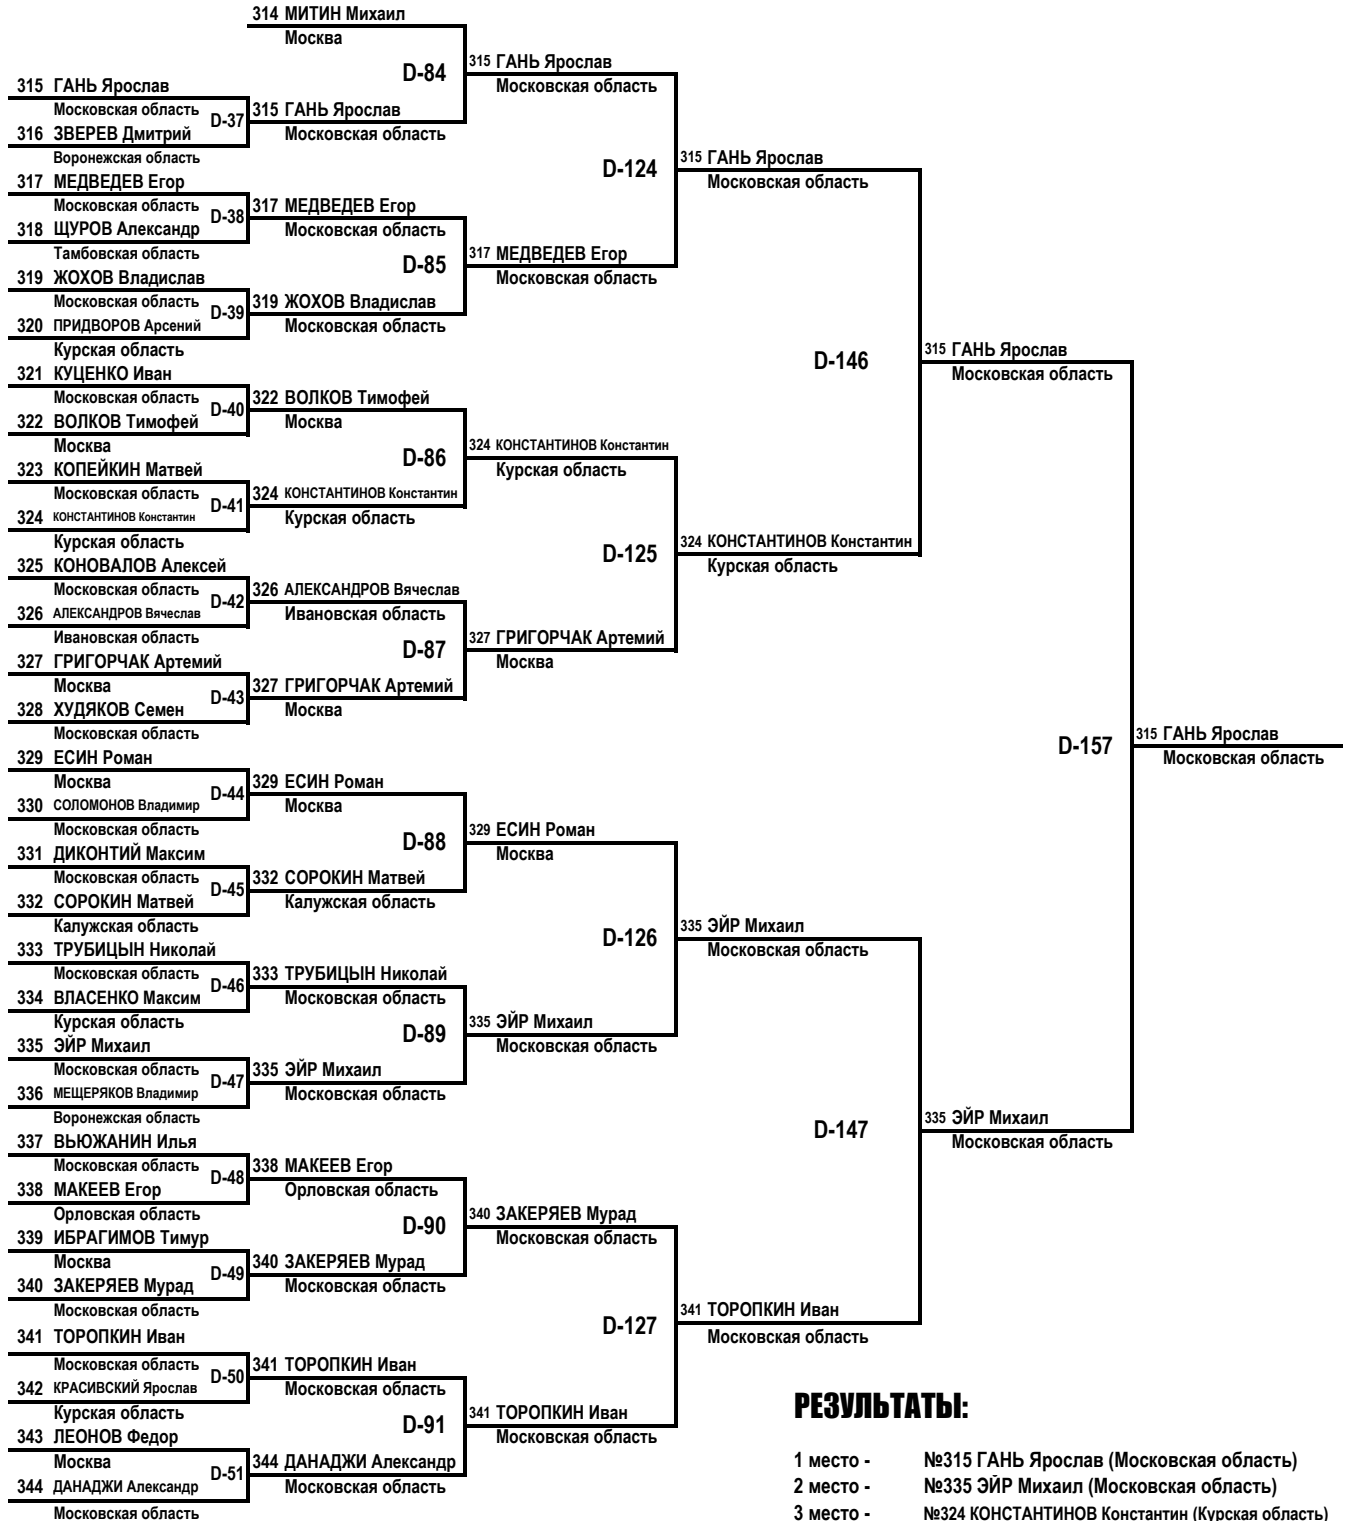 314 МИТИН Михаил
Москва
D-84
315 ГАНЬ Ярослав
Московская область
315 ГАНЬ Ярослав
Московская область
D-37
316 ЗВЕРЕВ Дмитрий
Воронежская область
315 ГАНЬ Ярослав
Московская область
D-124
315 ГАНЬ Ярослав
Московская область
317 МЕДВЕДЕВ Егор
Московская область
D-38
318 ЩУРОВ Александр
Тамбовская область
317 МЕДВЕДЕВ Егор
Московская область
D-85
317 МЕДВЕДЕВ Егор
Московская область
319 ЖОХОВ Владислав
Московская область
D-39
320 ПРИДВОРОВ Арсений
Курская область
319 ЖОХОВ Владислав
Московская область
D-146
315 ГАНЬ Ярослав
Московская область
321 КУЦЕНКО Иван
Московская область
D-40
322 ВОЛКОВ Тимофей
Москва
322 ВОЛКОВ Тимофей
Москва
D-86
324 КОНСТАНТИНОВ Константин
Курская область
323 КОПЕЙКИН Матвей
Московская область
D-41
324 КОНСТАНТИНОВ Константин
Курская область
324 КОНСТАНТИНОВ Константин
Курская область
D-125
324 КОНСТАНТИНОВ Константин
Курская область
325 КОНОВАЛОВ Алексей
Московская область
D-42
326 АЛЕКСАНДРОВ Вячеслав
Ивановская область
326 АЛЕКСАНДРОВ Вячеслав
Ивановская область
D-87
327 ГРИГОРЧАК Артемий
Москва
327 ГРИГОРЧАК Артемий
Москва
D-43
328 ХУДЯКОВ Семен
Московская область
327 ГРИГОРЧАК Артемий
Москва
D-157
315 ГАНЬ Ярослав
Московская область
329 ЕСИН Роман
Москва
D-44
330 СОЛОМОНОВ Владимир
Московская область
329 ЕСИН Роман
Москва
D-88
329 ЕСИН Роман
Москва
331 ДИКОНТИЙ Максим
Московская область
D-45
332 СОРОКИН Матвей
Калужская область
332 СОРОКИН Матвей
Калужская область
D-126
335 ЭЙР Михаил
Московская область
333 ТРУБИЦЫН Николай
Московская область
D-46
334 ВЛАСЕНКО Максим
Курская область
333 ТРУБИЦЫН Николай
Московская область
D-89
335 ЭЙР Михаил
Московская область
335 ЭЙР Михаил
Московская область
D-47
336 МЕЩЕРЯКОВ Владимир
Воронежская область
335 ЭЙР Михаил
Московская область
D-147
335 ЭЙР Михаил
Московская область
337 ВЬЮЖАНИН Илья
Московская область
D-48
338 МАКЕЕВ Егор
Орловская область
338 МАКЕЕВ Егор
Орловская область
D-90
340 ЗАКЕРЯЕВ Мурад
Московская область
339 ИБРАГИМОВ Тимур
Москва
D-49
340 ЗАКЕРЯЕВ Мурад
Московская область
340 ЗАКЕРЯЕВ Мурад
Московская область
D-127
341 ТОРОПКИН Иван
Московская область
341 ТОРОПКИН Иван
Московская область
D-50
342 КРАСИВСКИЙ Ярослав
Курская область
341 ТОРОПКИН Иван
Московская область
D-91
341 ТОРОПКИН Иван
Московская область
343 ЛЕОНОВ Федор
Москва
D-51
344 ДАНАДЖИ Александр
Московская область
344 ДАНАДЖИ Александр
Московская область
РЕЗУЛЬТАТЫ:
1 место - №315 ГАНЬ Ярослав (Московская область)
2 место - №335 ЭЙР Михаил (Московская область)
3 место - №324 КОНСТАНТИНОВ Константин (Курская область)